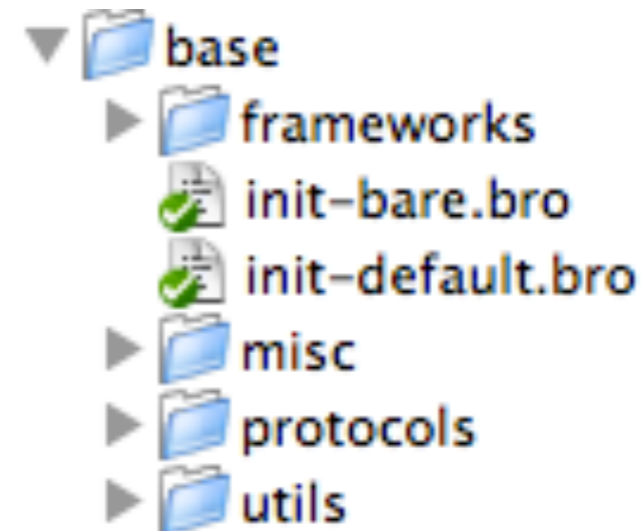 base
frameworks
init-bare.bro
init-default.bro
misc
protocols
utils